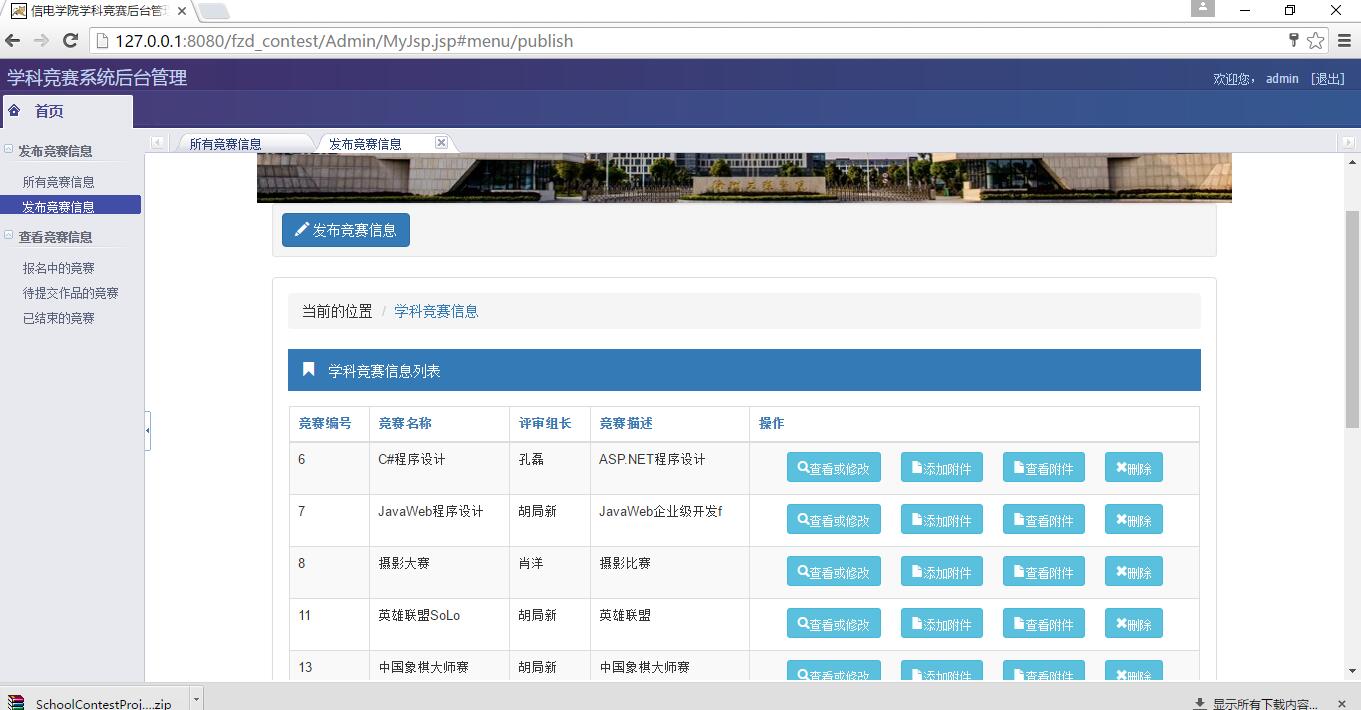 信电学院学科竞赛后台管
127.0.0.1:8080/fzd_contest/Admin/MyJsp.jsp#menu/publish
学科竞赛系统后台管理
欢迎您， admin [退出]
首页
发布竞赛信息
所有竞赛信息
发布竞赛信息
查看竞赛信息
报名中的竞赛
待提交作品的竞赛
已结束的竞赛
所有竞赛信息 发布竞赛信息
发布竞赛信息
当前的位置 / 学科竞赛信息
学科竞赛信息列表
竞赛编号 竞赛名称 评审组长 竞赛描述 操作
6 C#程序设计 孔磊 ASP.NET程序设计 查看或修改 添加附件 查看附件 删除
7 JavaWeb程序设计 胡局新 JavaWeb企业级开发f 查看或修改 添加附件 查看附件 删除
8 摄影大赛 肖洋 摄影比赛 查看或修改 添加附件 查看附件 删除
11 英雄联盟SoLo 胡局新 英雄联盟 查看或修改 添加附件 查看附件 删除
13 中国象棋大师赛 胡局新 中国象棋大师赛 查看或修改 添加附件 查看附件 删除
SchoolContestProj....zip
显示所有下载内容...